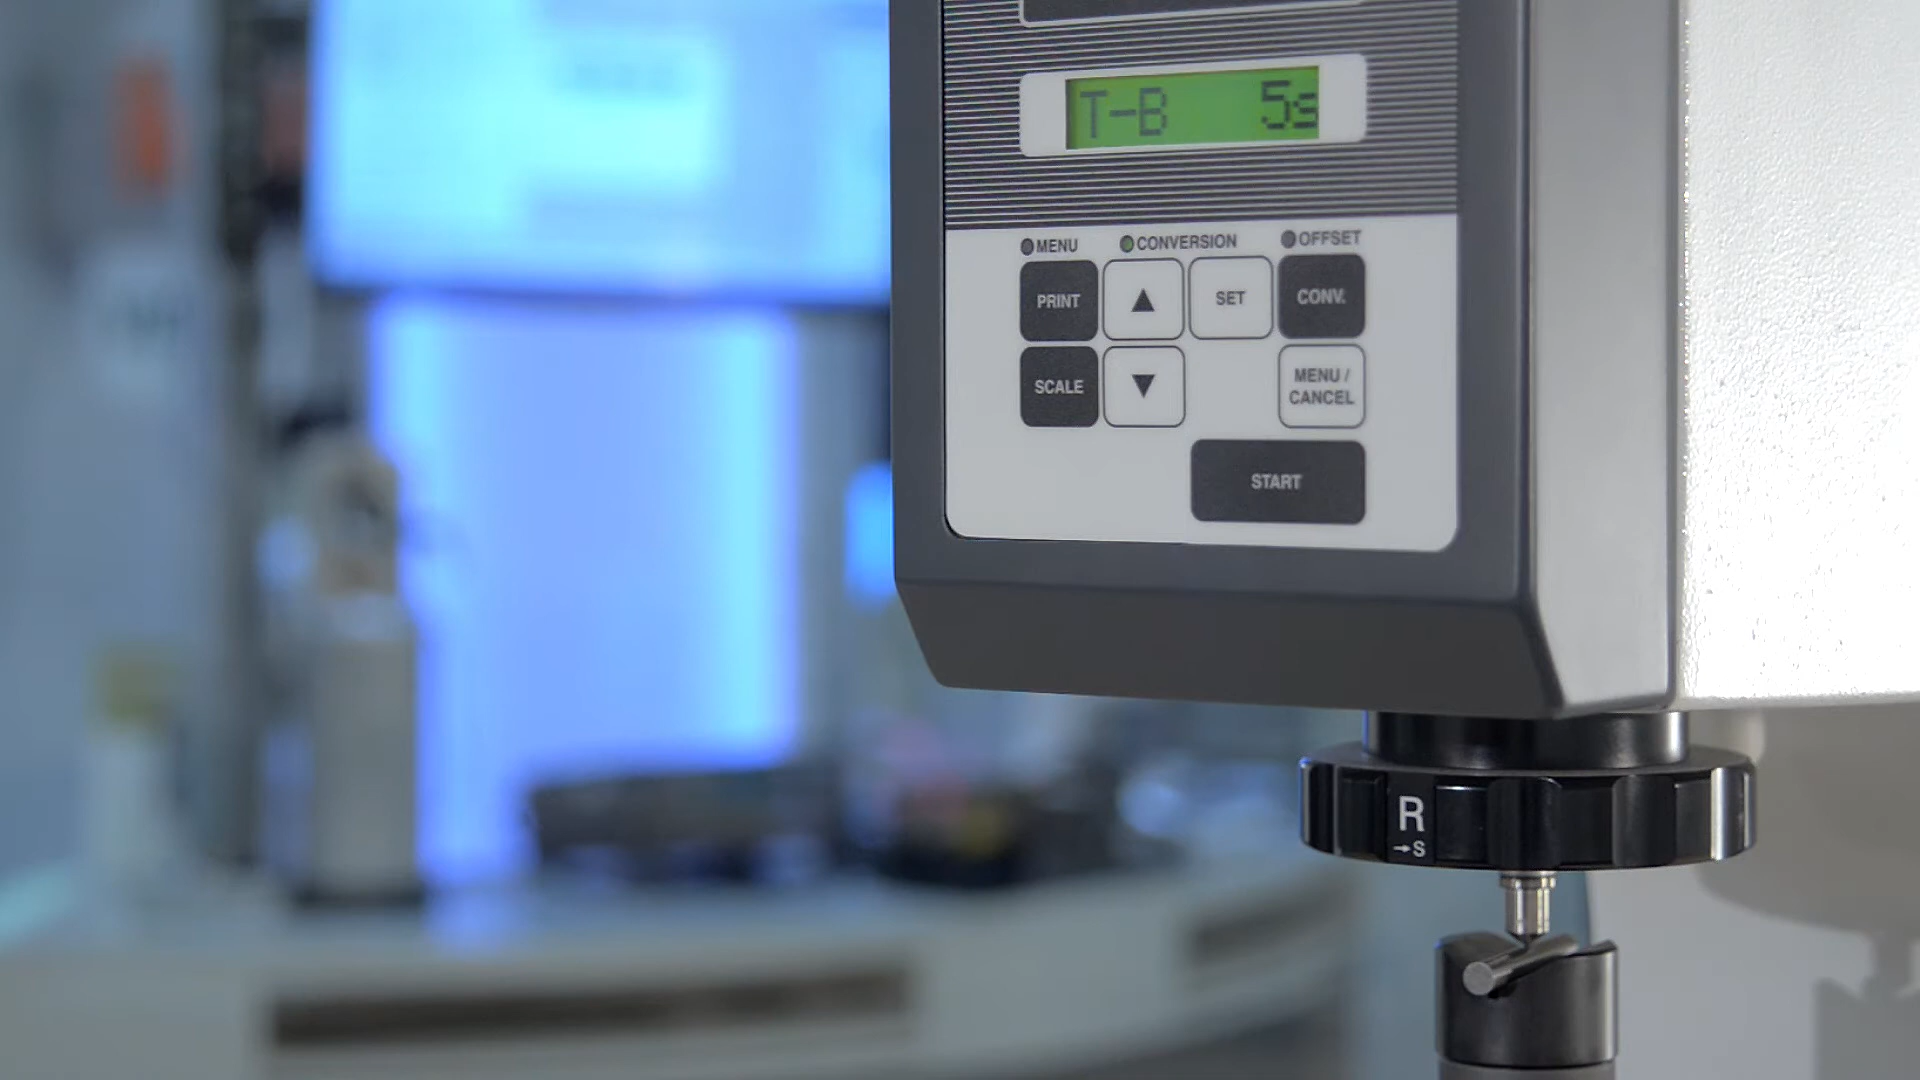 T-B 5s
MENU CONVERSION OFFSET
PRINT ▲ SET CONV.
SCALE ▼ MENU /
CANCEL
START
R
→S